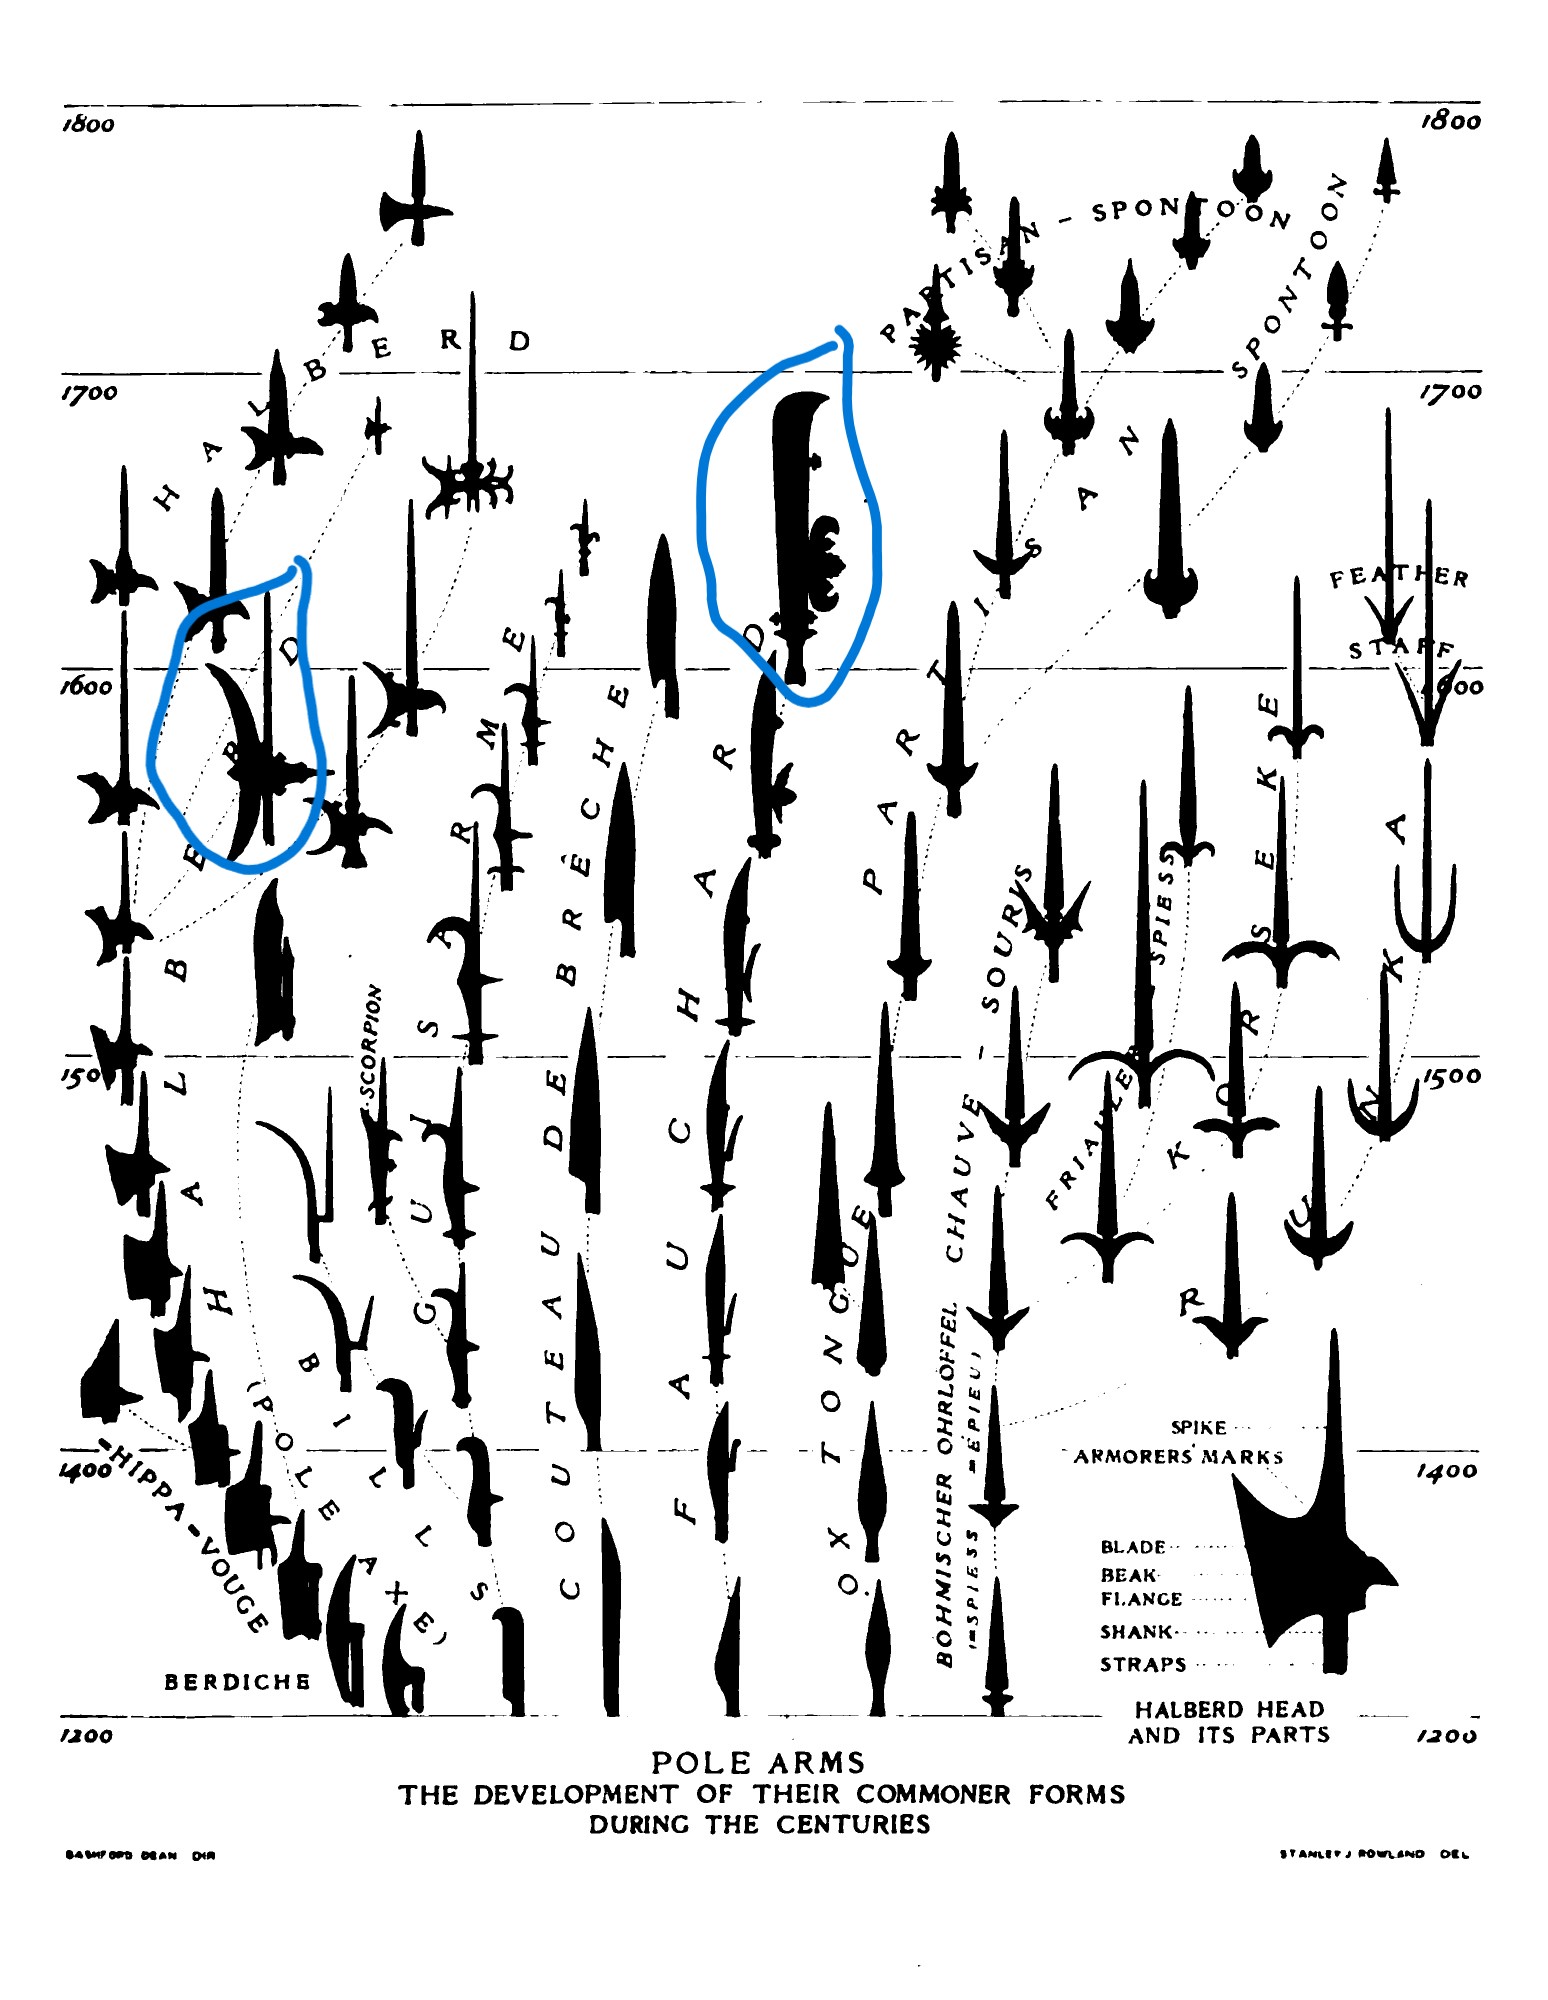 1800 1800
PARTISAN - SPONTOON
SPONTOON
HALBERD
1700 1700
FEATHER
STAFF
1600 1600
HALBERD
GUISARME
COUTEAU DE BRÊCHE
FAUCHARD
PARTISAN
CHAUVE - SOURIS
FRIAULER SPIESS
KORSEKE
RUNKA
-SCORPION
1500 1500
OX TONGUE
BOHMISCHER OHRLOFFEL
(=SPIESS =ÉPIEU)
BILLS
(POLE AXE)
-HIPPA-VOUGE
1400 1400
BERDICHE
SPIKE
ARMORERS' MARKS
BLADE
BEAK
FLANGE
SHANK
STRAPS
HALBERD HEAD
AND ITS PARTS
1200 1200
POLE ARMS
THE DEVELOPMENT OF THEIR COMMONER FORMS
DURING THE CENTURIES
BASHFORD DEAN DIR STANLEY J ROWLAND DEL